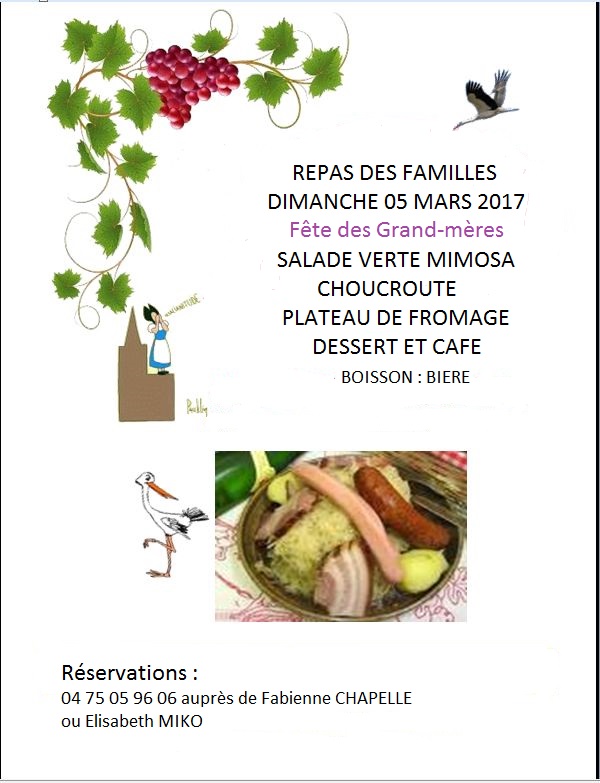 REPAS DES FAMILLES
DIMANCHE 05 MARS 2017
Fête des Grand-mères
SALADE VERTE MIMOSA
CHOUCROUTE
PLATEAU DE FROMAGE
DESSERT ET CAFE
BOISSON : BIERE
Réservations :
04 75 05 96 06 auprès de Fabienne CHAPELLE
ou Elisabeth MIKO